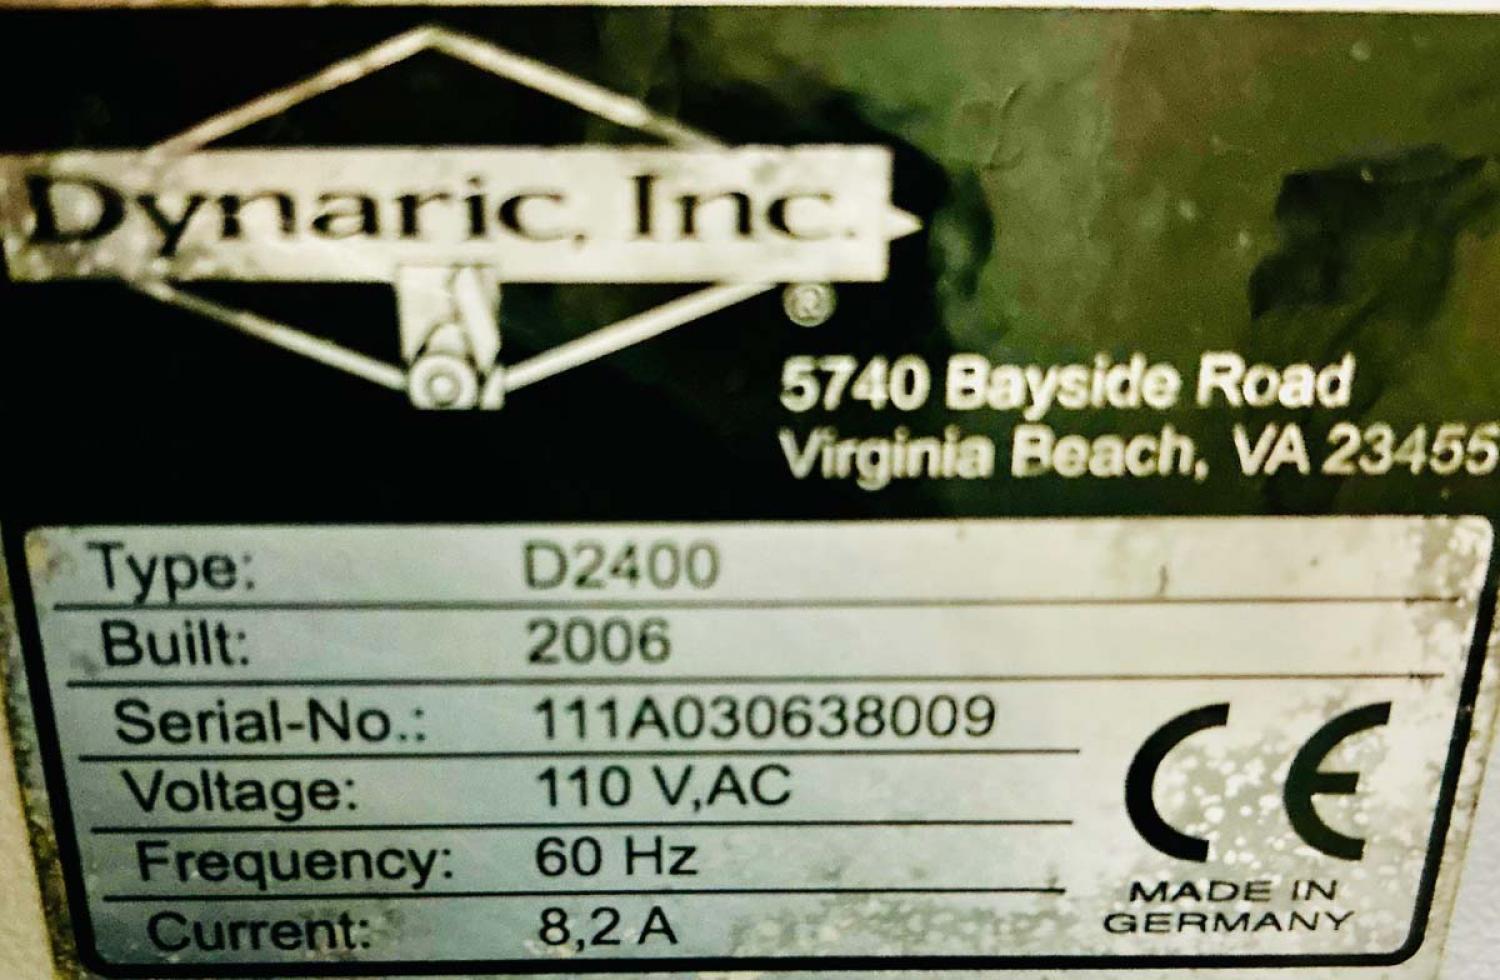 Dynaric, Inc.
®
5740 Bayside Road
Virginia Beach, VA 23455
Type: D2400
Built: 2006
Serial-No.: 111A030638009
Voltage: 110 V,AC
Frequency: 60 Hz
Current: 8,2 A
CE
MADE IN
GERMANY